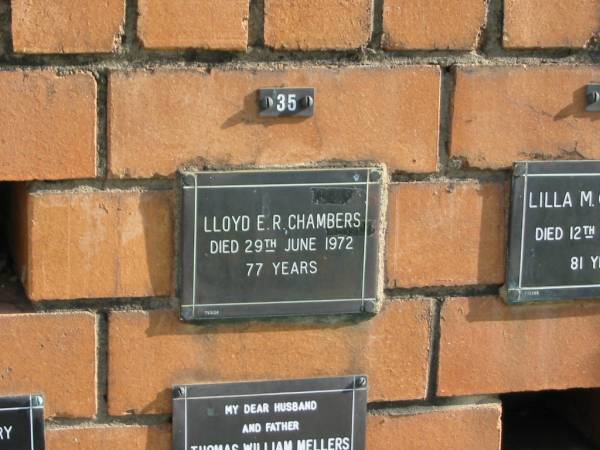 35
LLOYD E. R. CHAMBERS
DIED 29TH JUNE 1972
77 YEARS
LILLA M.
DIED 12TH
81
MY DEAR HUSBAND
AND FATHER
THOMAS WILLIAM MELLERS